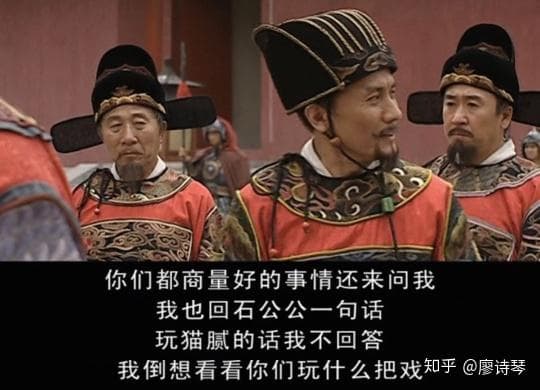 你们都商量好的事情还来问我
我也回石公公一句话
玩猫腻的话我不回答
我倒想看看你们玩什么把戏
知乎 @廖诗琴